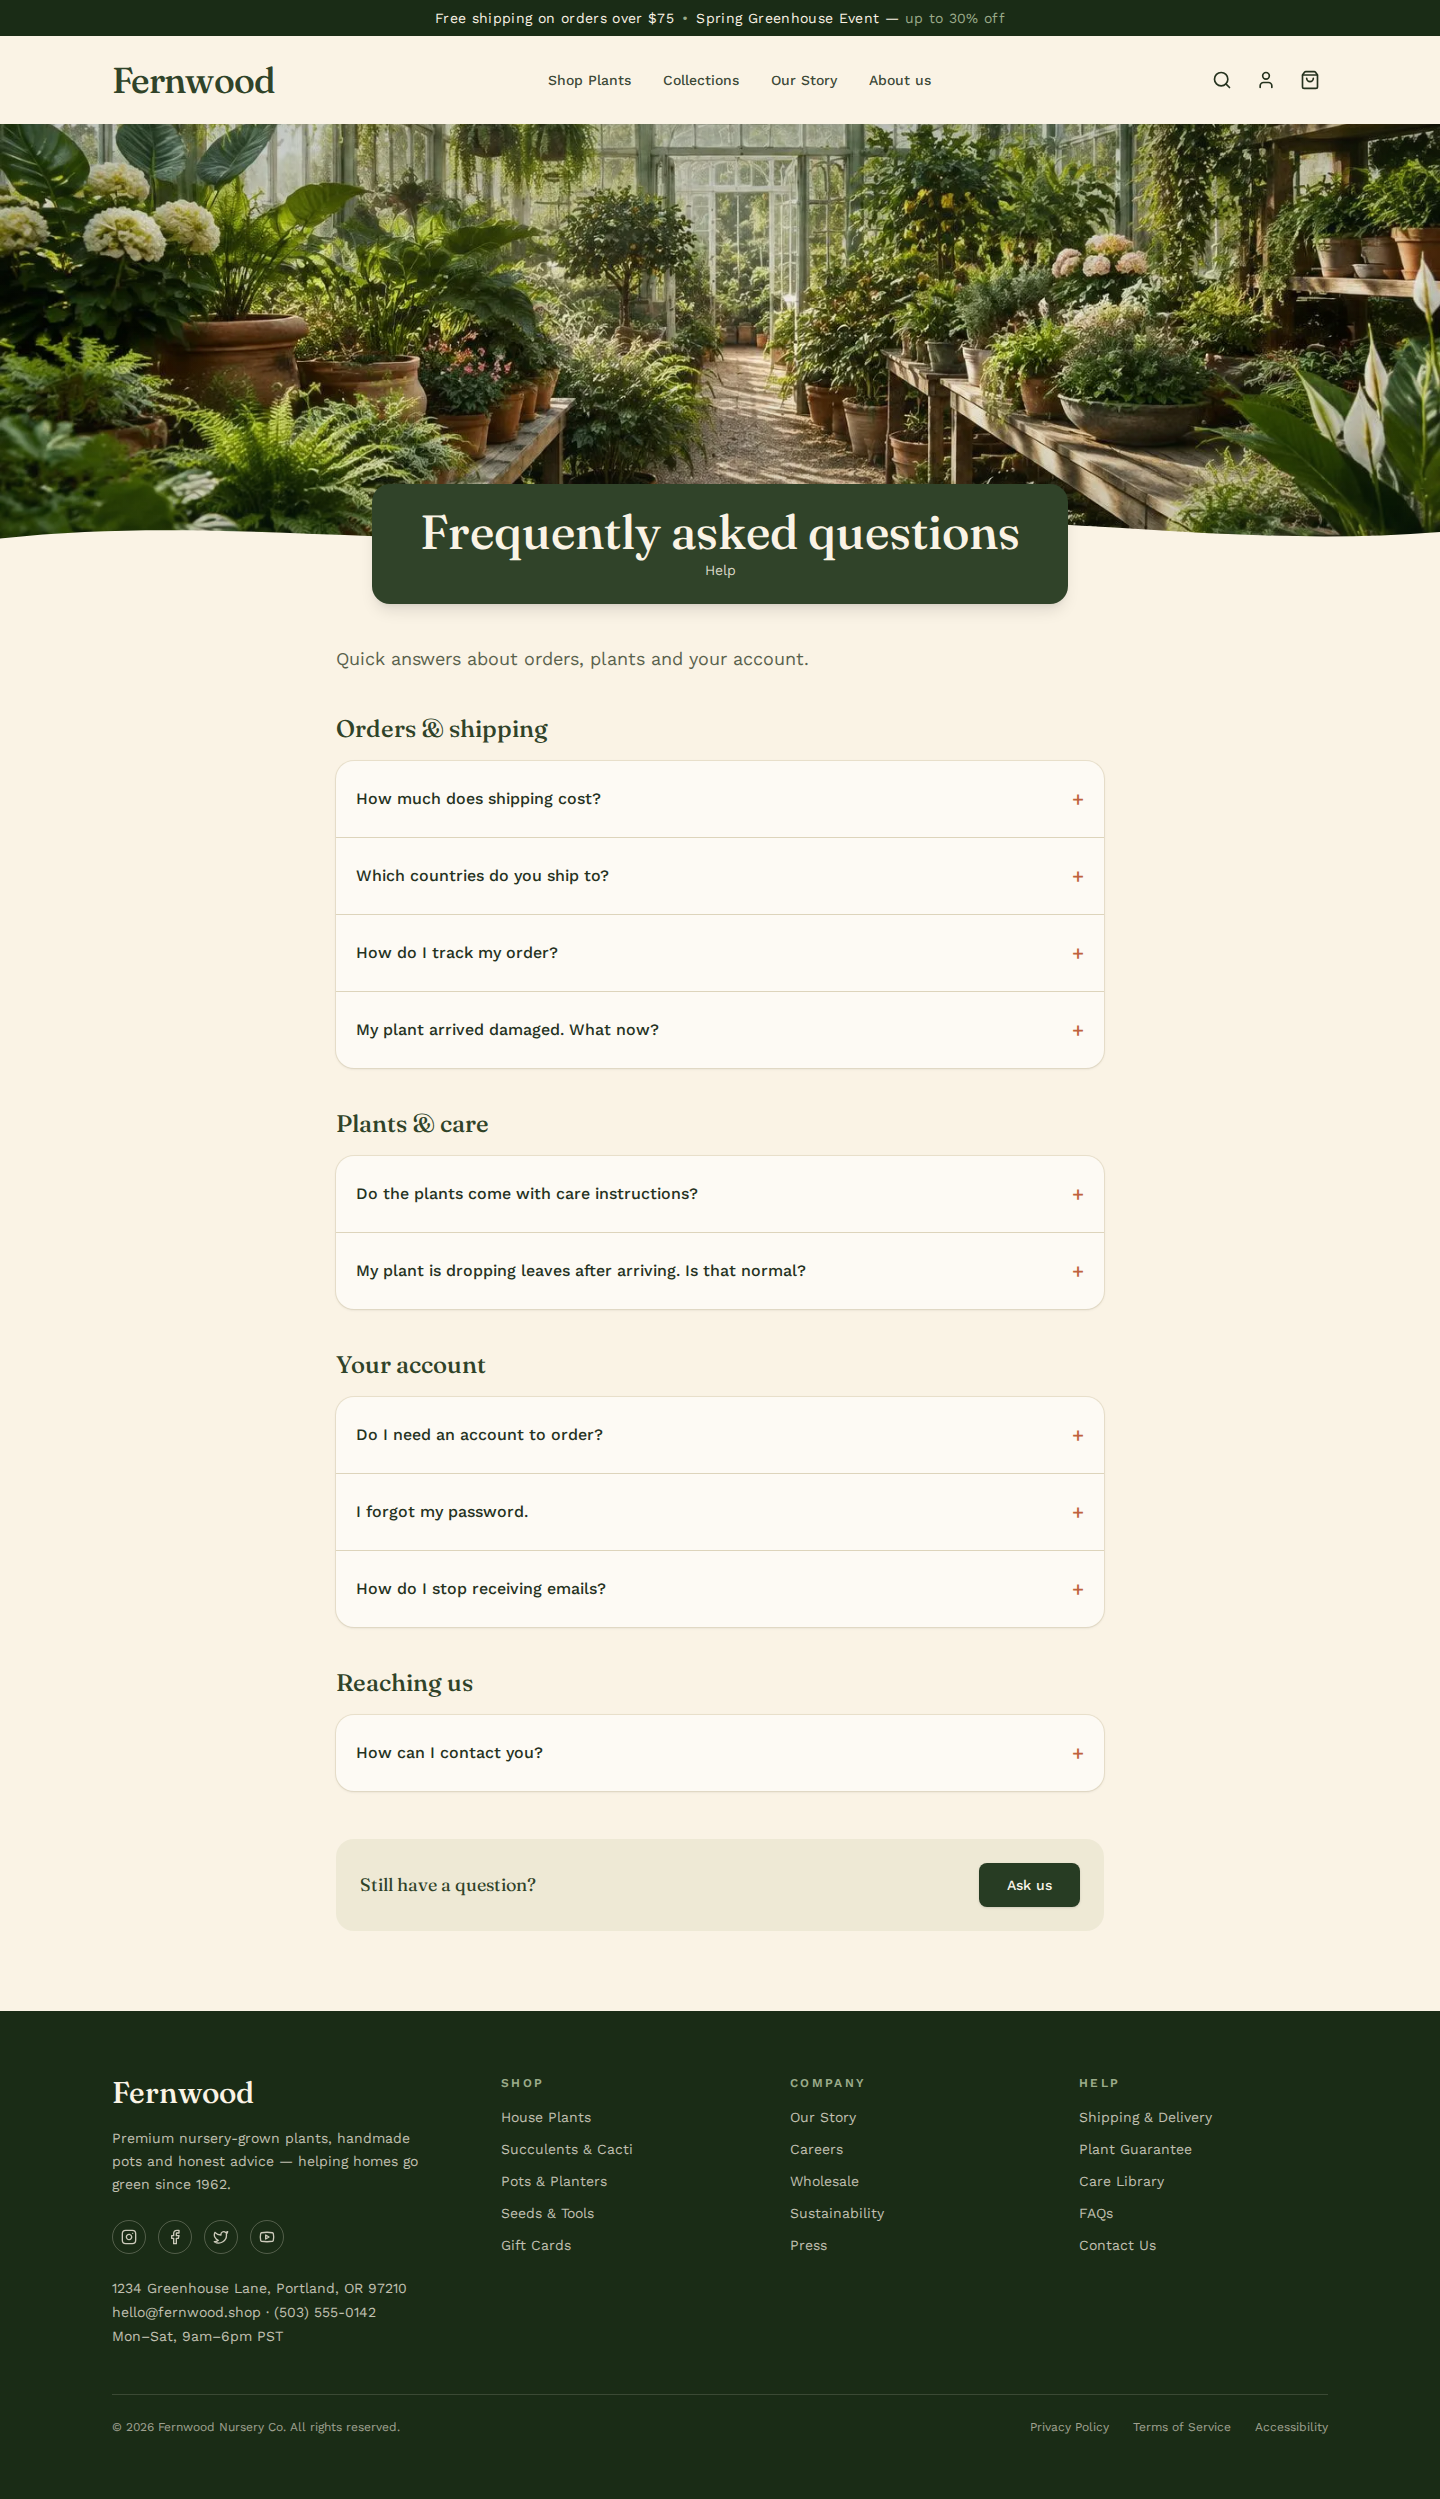 Free shipping on orders over $75 • Spring Greenhouse Event — up to 30% off
Fernwood
Shop Plants Collections Our Story About us
Frequently asked questions
Help
Quick answers about orders, plants and your account.
Orders & shipping
How much does shipping cost? +
Which countries do you ship to? +
How do I track my order? +
My plant arrived damaged. What now? +
Plants & care
Do the plants come with care instructions? +
My plant is dropping leaves after arriving. Is that normal? +
Your account
Do I need an account to order? +
I forgot my password. +
How do I stop receiving emails? +
Reaching us
How can I contact you? +
Still have a question?
Ask us
Fernwood
Premium nursery-grown plants, handmade
pots and honest advice — helping homes go
green since 1962.
1234 Greenhouse Lane, Portland, OR 97210
hello@fernwood.shop · (503) 555-0142
Mon–Sat, 9am–6pm PST
SHOP
House Plants
Succulents & Cacti
Pots & Planters
Seeds & Tools
Gift Cards
COMPANY
Our Story
Careers
Wholesale
Sustainability
Press
HELP
Shipping & Delivery
Plant Guarantee
Care Library
FAQs
Contact Us
© 2026 Fernwood Nursery Co. All rights reserved.
Privacy Policy Terms of Service Accessibility